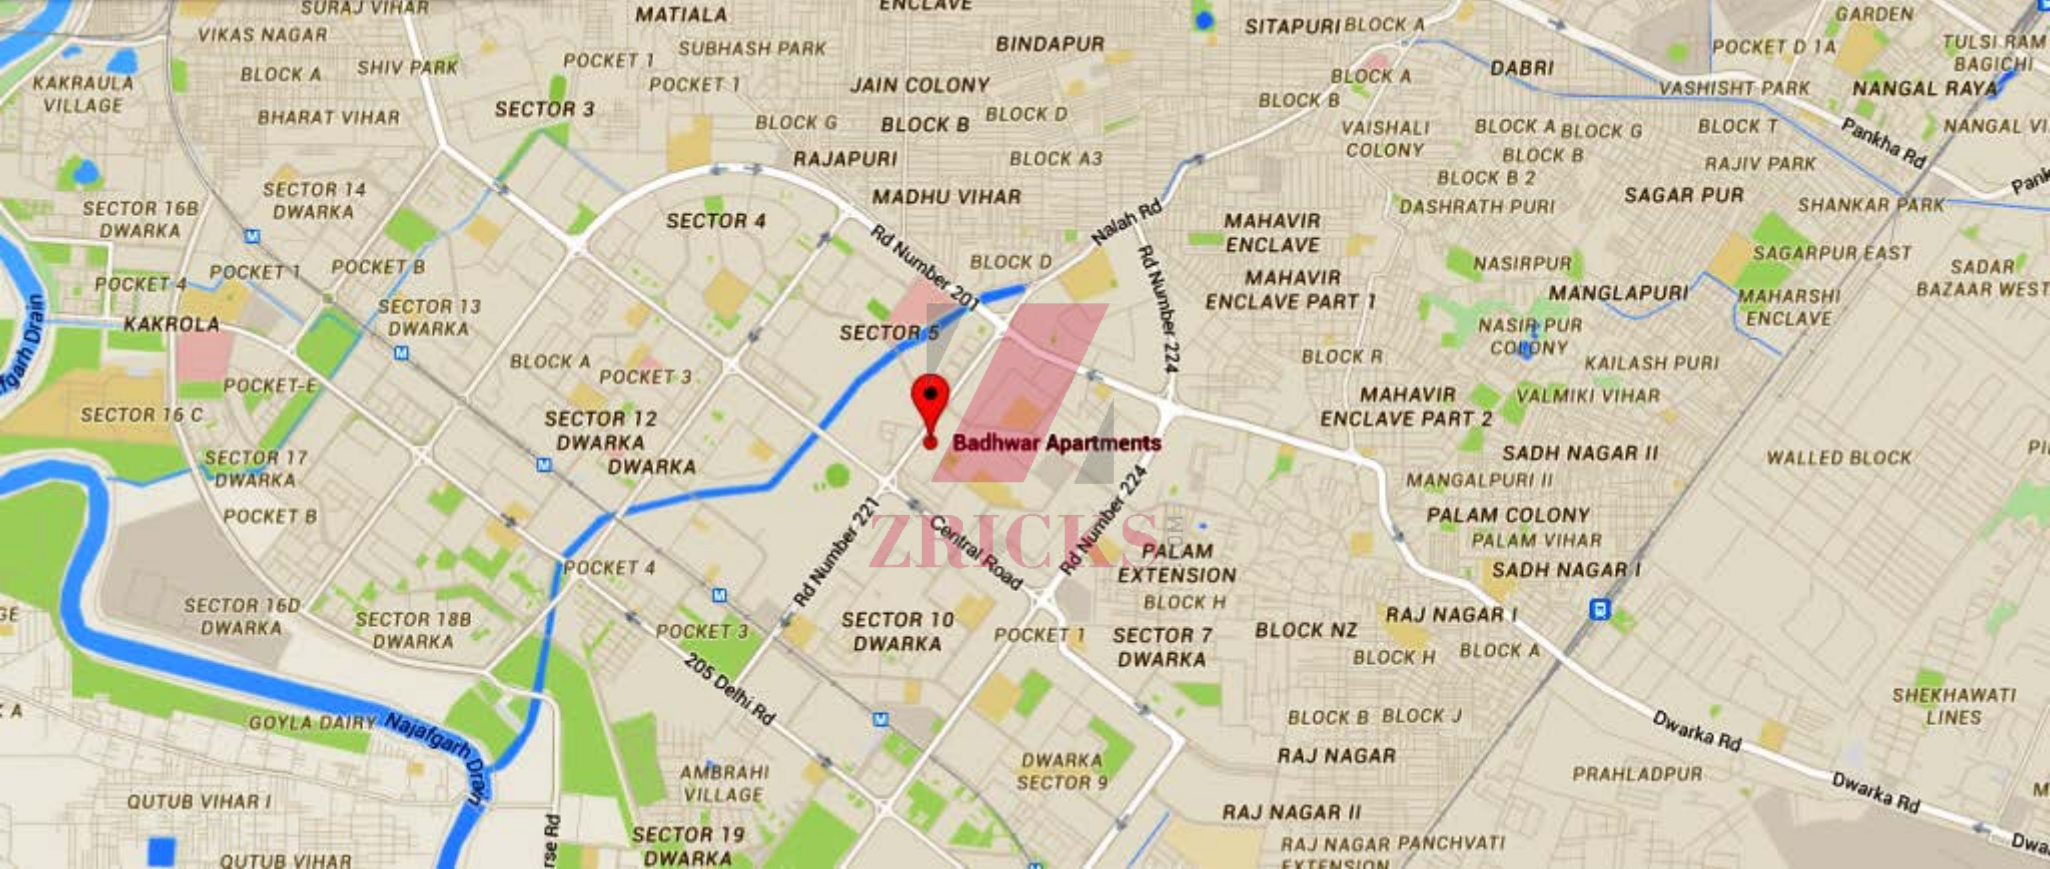 SURAJ VIHAR
MATIALA
ENCLAVE
VIKAS NAGAR
SUBHASH PARK
BINDAPUR
SITAPURI
BLOCK A
GARDEN
POCKET D 1A
TULSI RAM
BAGICHI
BLOCK A
SHIV PARK
POCKET 1
POCKET 1
JAIN COLONY
BLOCK A
DABRI
VASHISHT PARK
NANGAL RAYA
KAKRAULA
VILLAGE
BHARAT VIHAR
SECTOR 3
BLOCK G
BLOCK B
BLOCK D
BLOCK B
VAISHALI
COLONY
BLOCK A
BLOCK G
BLOCK B
BLOCK T
Pankha Rd
RAJAPURI
BLOCK A3
BLOCK B 2
RAJIV PARK
SECTOR 14
DWARKA
MADHU VIHAR
SAGAR PUR
SHANKAR PARK
SECTOR 16B
DWARKA
SECTOR 4
Nalah Rd
MAHAVIR
ENCLAVE
DASHRATH PURI
Rd Number 201
BLOCK D
Rd Number 224
NASIRPUR
SAGARPUR EAST
SADAR
BAZAAR WEST
POCKET 4
POCKET 1
POCKET B
MAHAVIR
ENCLAVE PART 1
MANGLAPURI
MAHARSHI
ENCLAVE
KAKROLA
SECTOR 13
DWARKA
SECTOR 5
NASIR PUR
COLONY
BLOCK A
POCKET 3
BLOCK R
KAILASH PURI
POCKET-E
SECTOR 16 C
SECTOR 12
DWARKA
DWARKA
MAHAVIR
ENCLAVE PART 2
VALMIKI VIHAR
Badhwar Apartments
SADH NAGAR II
WALLED BLOCK
SECTOR 17
DWARKA
MANGALPURI II
POCKET B
Rd Number 221
Central Road
Rd Number 224
ZRICKS
PALAM COLONY
PALAM VIHAR
PALAM
EXTENSION
POCKET 4
SADH NAGAR I
BLOCK H
SECTOR 16D
DWARKA
SECTOR 18B
DWARKA
POCKET 3
SECTOR 10
DWARKA
POCKET 1
SECTOR 7
DWARKA
BLOCK NZ
RAJ NAGAR I
BLOCK H
BLOCK A
205 Delhi Rd
GOYLA DAIRY
Najafgarh Drain
BLOCK B
BLOCK J
Dwarka Rd
SHEKHAWATI
LINES
AMBRAHI
VILLAGE
DWARKA
SECTOR 9
RAJ NAGAR
PRAHLADPUR
Dwarka Rd
QUTUB VIHAR I
SECTOR 19
DWARKA
RAJ NAGAR II
RAJ NAGAR
EXTENSION
PANCHVATI
QUTUB VIHAR